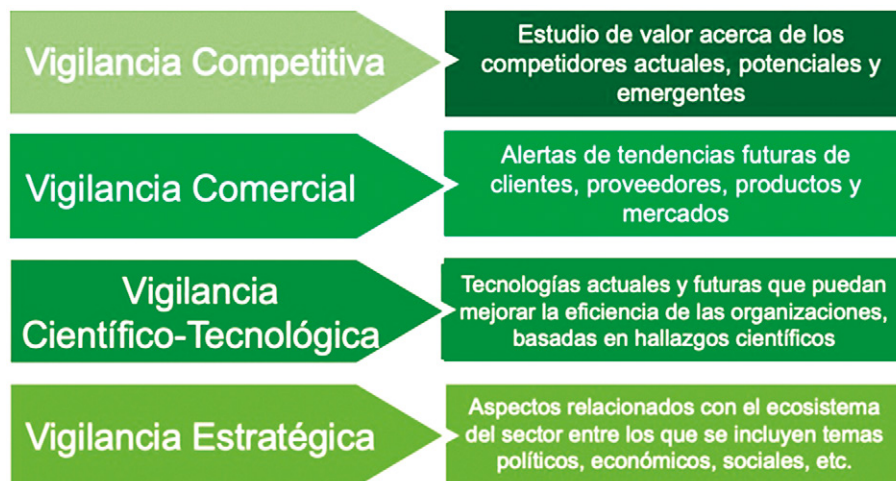 Vigilancia Competitiva
Estudio de valor acerca de los
competidores actuales, potenciales y
emergentes
Vigilancia Comercial
Alertas de tendencias futuras de
clientes, proveedores, productos y
mercados
Vigilancia
Científico-Tecnológica
Tecnologías actuales y futuras que puedan
mejorar la eficiencia de las organizaciones,
basadas en hallazgos científicos
Vigilancia Estratégica
Aspectos relacionados con el ecosistema
del sector entre los que se incluyen temas
políticos, económicos, sociales, etc.